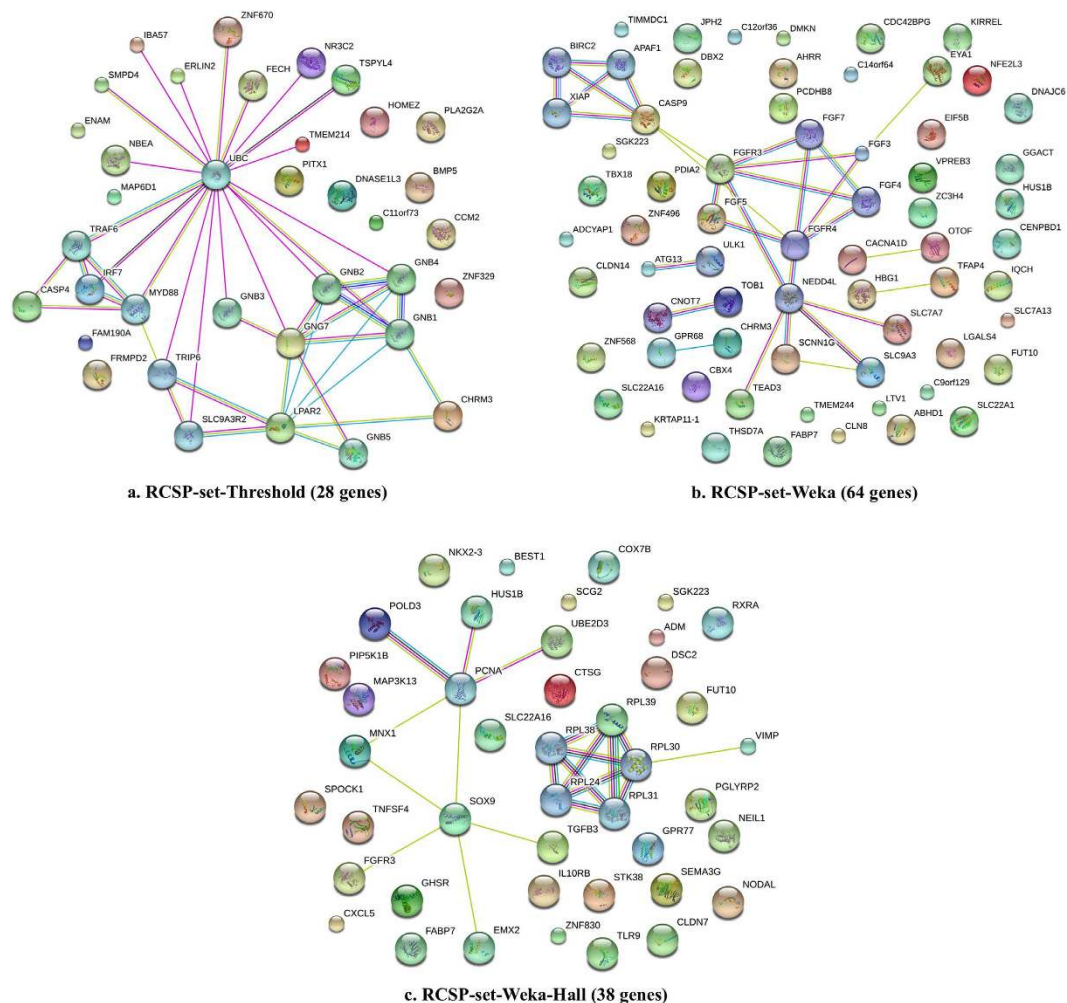 ZNF670
IBA57
NR3C2
ERLIN2
FECH
TSPYL4
SMPD4
HOMEZ
PLA2G2A
ENAM
TMEM214
NBEA
UBC
PITX1
BMP5
MAP6D1
DNASE1L3
C11orf73
CCM2
TRAF6
GNB4
GNB2
IRF7
ZNF329
CASP4
MYD88
GNB3
GNB1
GNG7
FAM190A
FRMPD2
TRIP6
CHRM3
SLC9A3R2
LPAR2
GNB5
a. RCSP-set-Threshold (28 genes)
TIMMDC1
JPH2
C12orf36
DMKN
CDC42BPG
KIRREL
BIRC2
APAF1
DBX2
AHRR
C14orf64
EYA1
NFE2L3
XIAP
CASP9
PCDHB8
DNAJC6
FGF7
EIF5B
SGK223
FGF3
FGFR3
VPREB3
GGACT
TBX18
PDIA2
FGF4
ZC3H4
HUS1B
FGF5
ZNF496
FGFR4
OTOF
CENPBD1
ADCYAP1
ULK1
CACNA1D
ATG13
TFAP4
CLDN14
NEDD4L
HBG1
IQCH
CNOT7
TOB1
SLC7A13
SLC7A7
ZNF568
GPR68
CHRM3
SCNN1G
LGALS4
SLC9A3
FUT10
SLC22A16
CBX4
TEAD3
C9orf129
KRTAP11-1
TMEM244
LTV1
ABHD1
SLC22A1
THSD7A
FABP7
CLN8
b. RCSP-set-Weka (64 genes)
NKX2-3
BEST1
COX7B
HUS1B
SCG2
SGK223
POLD3
UBE2D3
RXRA
ADM
PIP5K1B
PCNA
DSC2
MAP3K13
CTSG
FUT10
RPL39
SLC22A16
RPL38
MNX1
RPL30
VIMP
RPL24
RPL31
SPOCK1
SOX9
PGLYRP2
TNFSF4
NEIL1
TGFB3
GPR77
FGFR3
GHSR
IL10RB
STK38
SEMA3G
NODAL
CXCL5
FABP7
EMX2
ZNF830
TLR9
CLDN7
c. RCSP-set-Weka-Hall (38 genes)